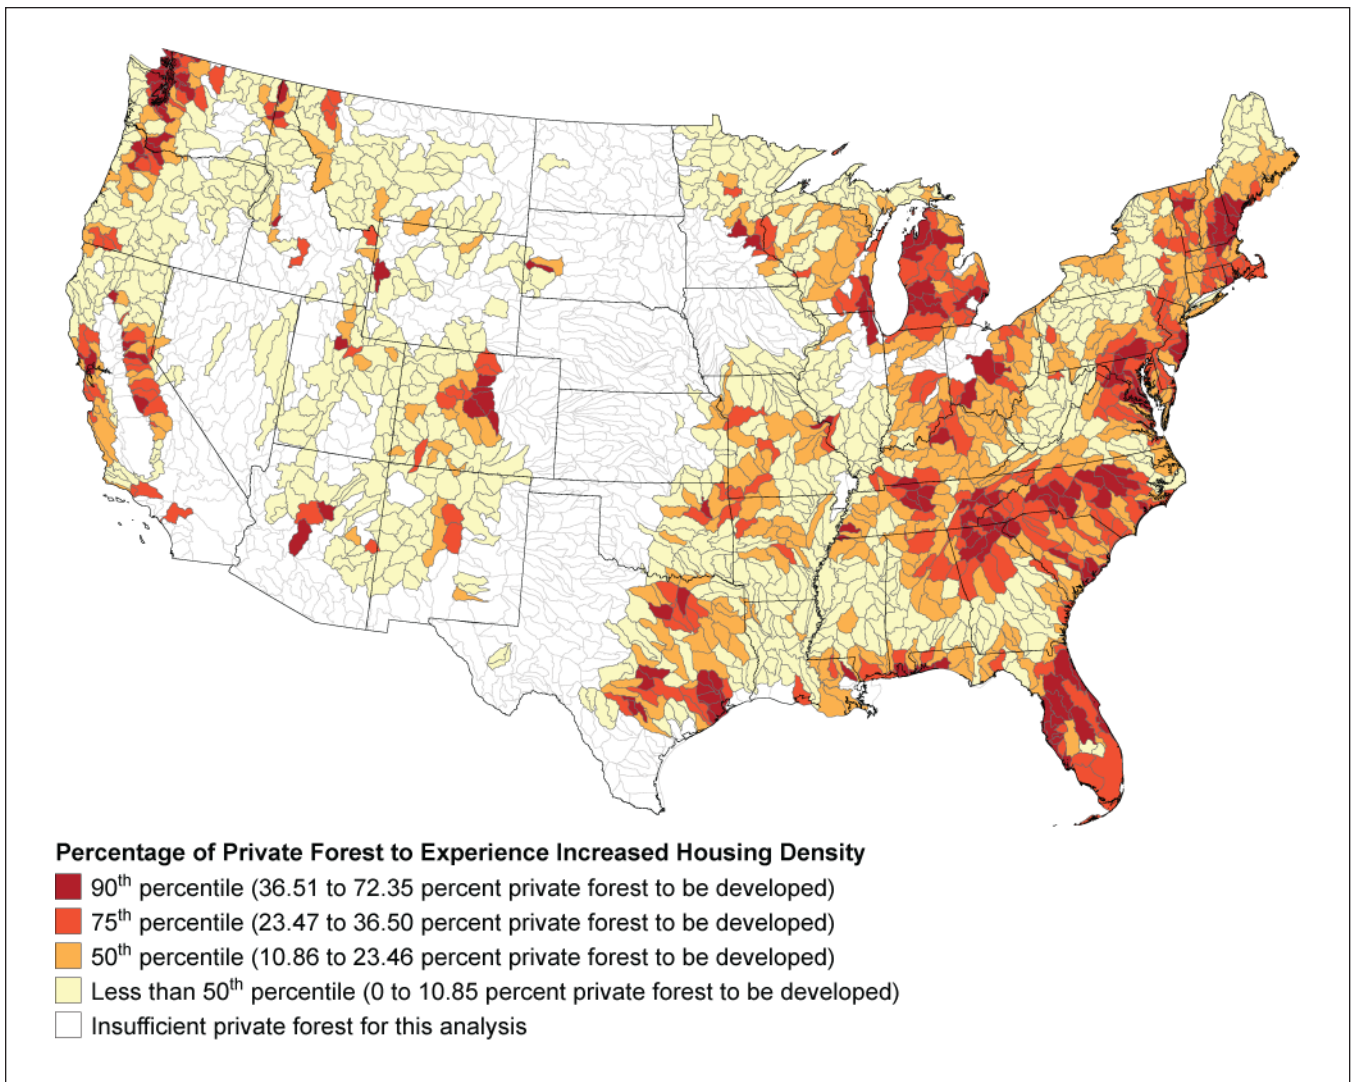 Percentage of Private Forest to Experience Increased Housing Density
90th percentile (36.51 to 72.35 percent private forest to be developed)
75th percentile (23.47 to 36.50 percent private forest to be developed)
50th percentile (10.86 to 23.46 percent private forest to be developed)
Less than 50th percentile (0 to 10.85 percent private forest to be developed)
Insufficient private forest for this analysis